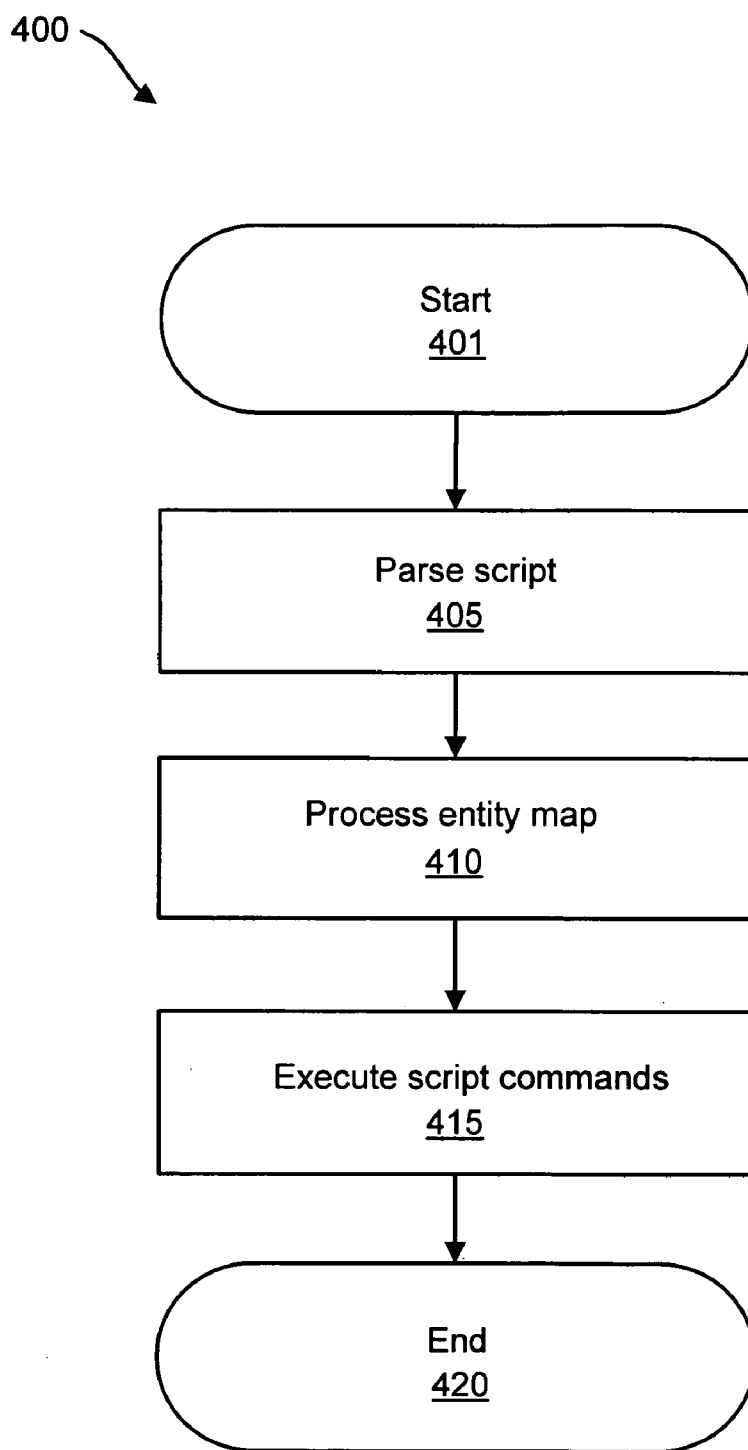 400
Start
401
Parse script
405
Process entity map
410
Execute script commands
415
End
420